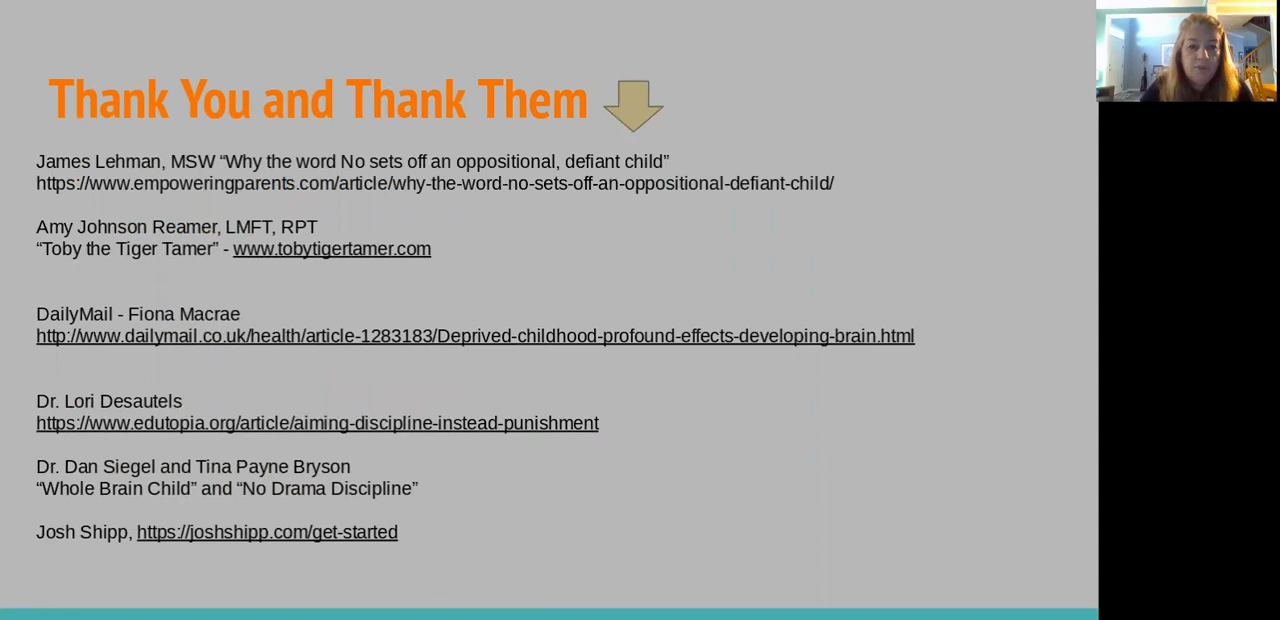 Thank You and Thank Them
James Lehman, MSW “Why the word No sets off an oppositional, defiant child”
https://www.empoweringparents.com/article/why-the-word-no-sets-off-an-oppositional-defiant-child/
Amy Johnson Reamer, LMFT, RPT
“Toby the Tiger Tamer” - www.tobytigertamer.com
DailyMail - Fiona Macrae
http://www.dailymail.co.uk/health/article-1283183/Deprived-childhood-profound-effects-developing-brain.html
Dr. Lori Desautels
https://www.edutopia.org/article/aiming-discipline-instead-punishment
Dr. Dan Siegel and Tina Payne Bryson
“Whole Brain Child” and “No Drama Discipline”
Josh Shipp, https://joshshipp.com/get-started